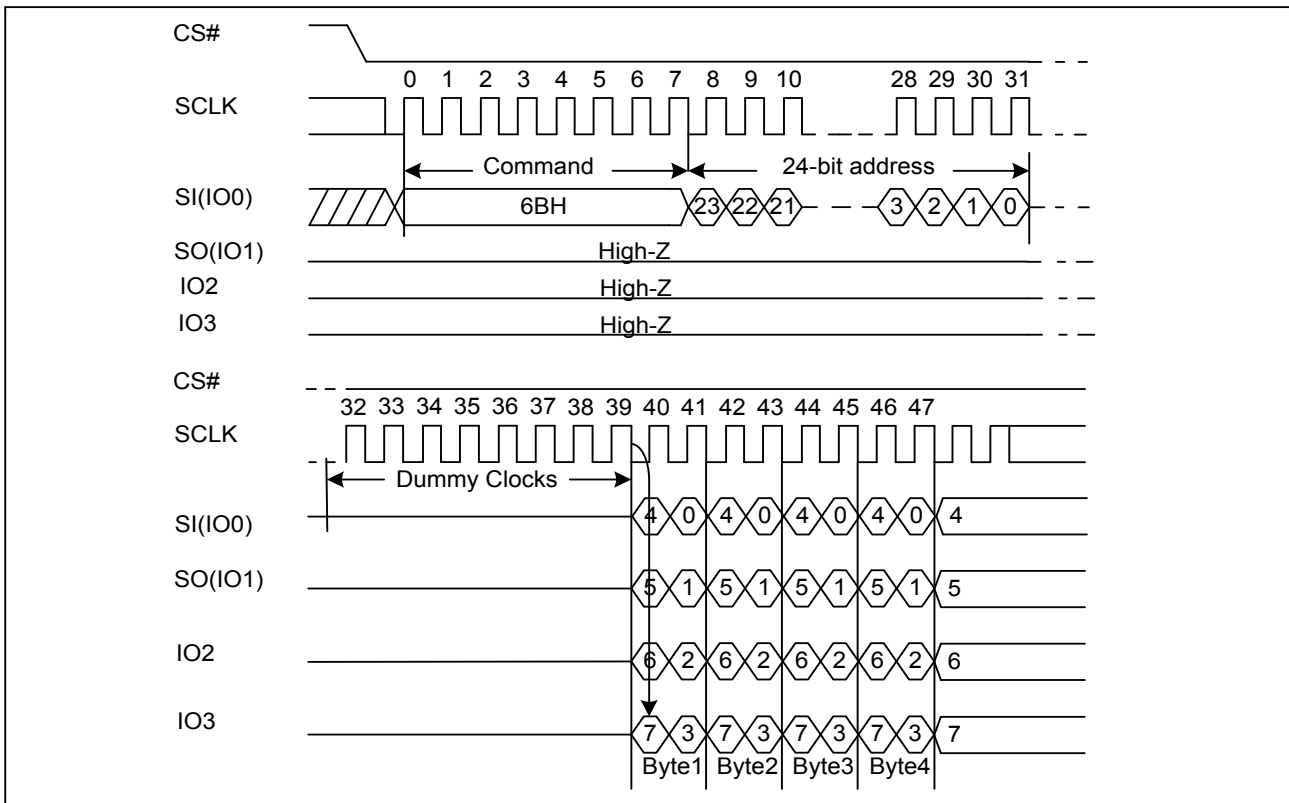 CS#
0 1 2 3 4 5 6 7 8 9 10 28 29 30 31
SCLK
Command 24-bit address
SI(IO0) 6BH 23 22 21 3 2 1 0
SO(IO1) High-Z
IO2 High-Z
IO3 High-Z
CS#
32 33 34 35 36 37 38 39 40 41 42 43 44 45 46 47
SCLK
Dummy Clocks
SI(IO0) 4 0 4 0 4 0 4 0 4
SO(IO1) 5 1 5 1 5 1 5 1 5
IO2 6 2 6 2 6 2 6 2 6
IO3 7 3 7 3 7 3 7 3 7
Byte1 Byte2 Byte3 Byte4